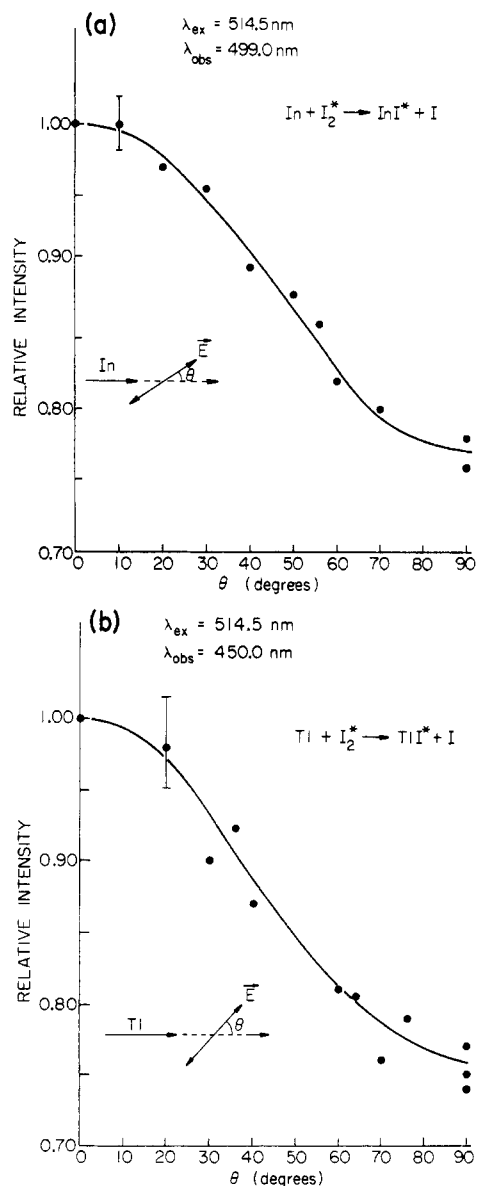 (a)
λex = 514.5 nm
λobs = 499.0 nm
In + I2* → InI* + I
1.00
0.90
0.80
0.70
RELATIVE INTENSITY
In
E
θ
0 10 20 30 40 50 60 70 80 90
θ (degrees)
(b)
λex = 514.5 nm
λobs = 450.0 nm
Tl + I2* → TlI* + I
1.00
0.90
0.80
0.70
RELATIVE INTENSITY
Tl
E
θ
0 10 20 30 40 50 60 70 80 90
θ (degrees)